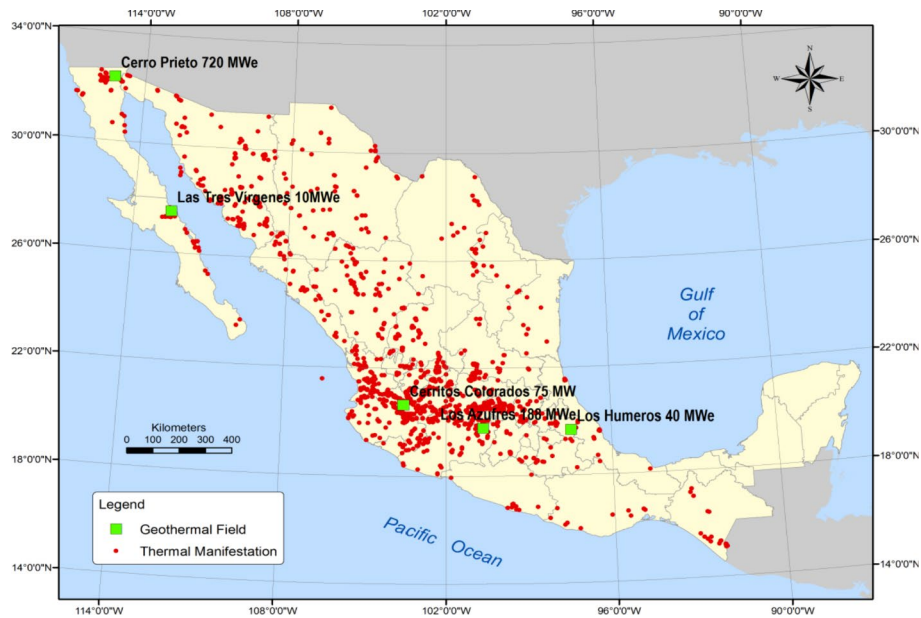 114°0'0"W 108°0'0"W 102°0'0"W 96°0'0"W 90°0'0"W
34°0'0"N
Cerro Prieto 720 MWe
N
W E
S
30°0'0"N 30°0'0"N
Las Tres Vírgenes 10MWe
26°0'0"N 26°0'0"N
Gulf
of
Mexico
22°0'0"N 22°0'0"N
Cerritos Colorados 75 MW
Los Azufres 188 MWe Los Humeros 40 MWe
Kilometers
0 100 200 300 400
18°0'0"N 18°0'0"N
Legend
Geothermal Field
Thermal Manifestation
Pacific Ocean
14°0'0"N 14°0'0"N
114°0'0"W 108°0'0"W 102°0'0"W 96°0'0"W 90°0'0"W